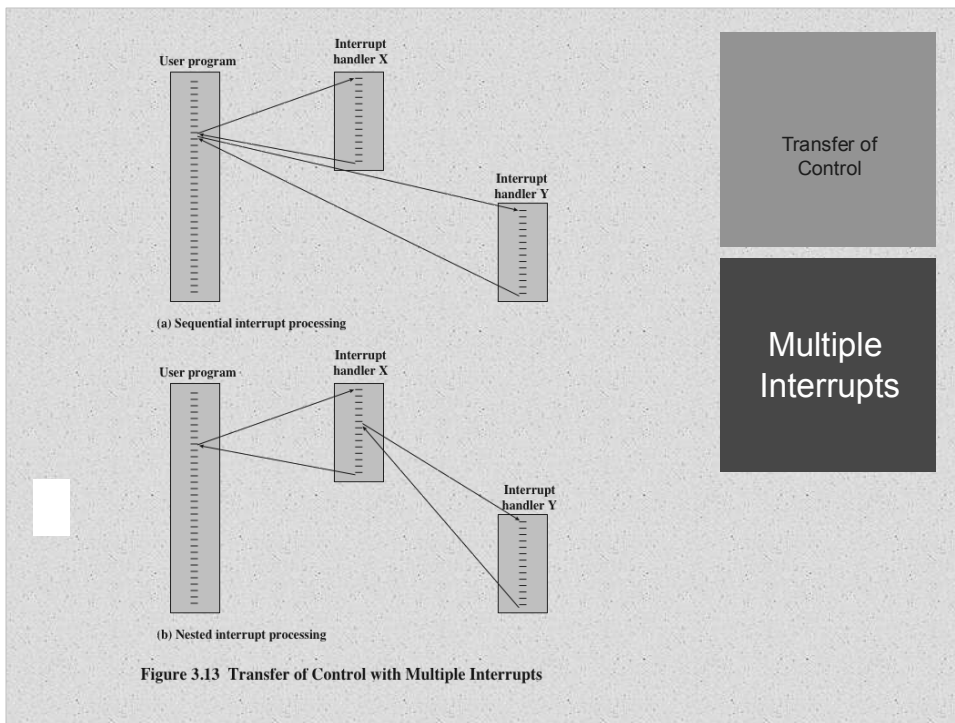 User program
Interrupt
handler X
Interrupt
handler Y
(a) Sequential interrupt processing
User program
Interrupt
handler X
Interrupt
handler Y
(b) Nested interrupt processing
Figure 3.13 Transfer of Control with Multiple Interrupts
Transfer of
Control
Multiple
Interrupts